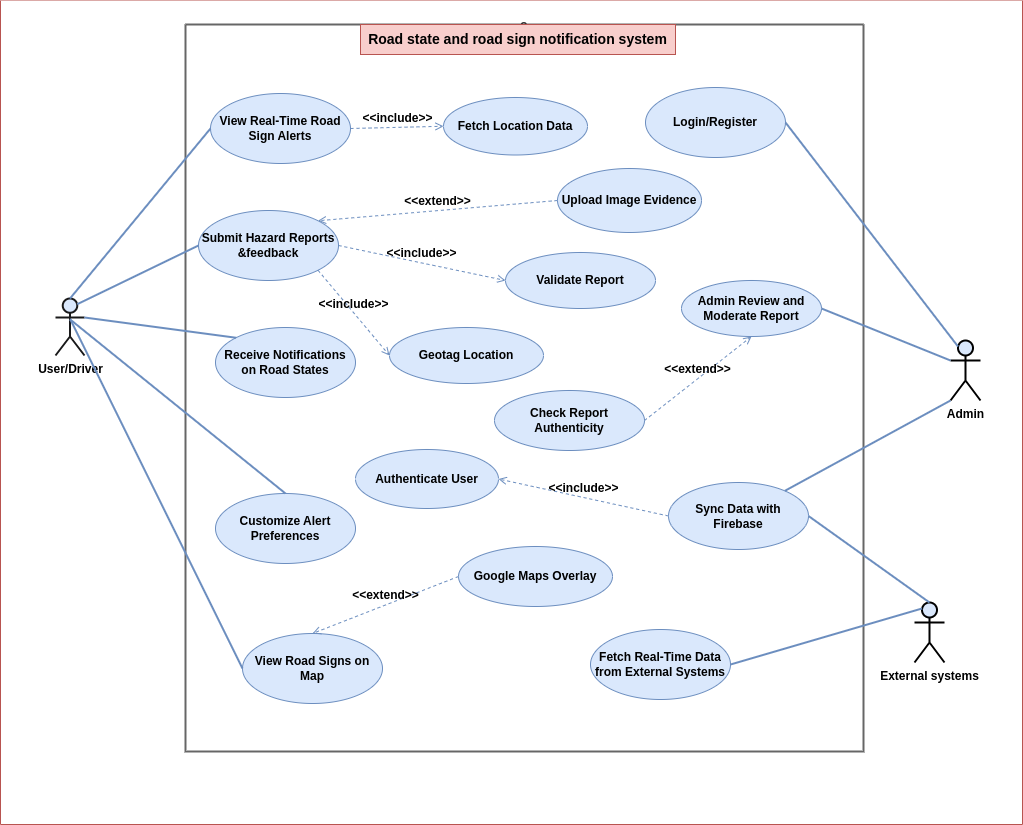 Road state and road sign notification system
View Real-Time Road
Sign Alerts
<<include>>
Fetch Location Data
Login/Register
<<extend>>
Upload Image Evidence
Submit Hazard Reports
&feedback
<<include>>
Validate Report
<<include>>
Admin Review and
Moderate Report
User/Driver
Receive Notifications
on Road States
Geotag Location
<<extend>>
Admin
Check Report
Authenticity
Authenticate User
<<include>>
Sync Data with
Firebase
Customize Alert
Preferences
Google Maps Overlay
<<extend>>
View Road Signs on
Map
Fetch Real-Time Data
from External Systems
External systems